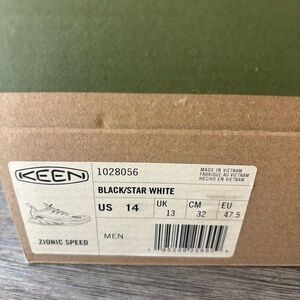 KEEN
1028056
MADE IN VIETNAM
FABRIQUÉ AU VIETNAM
HECHO EN VIETNAM
BLACK/STAR WHITE
US 14
UK 13
CM 32
EU 47.5
ZIONIC SPEED
MEN